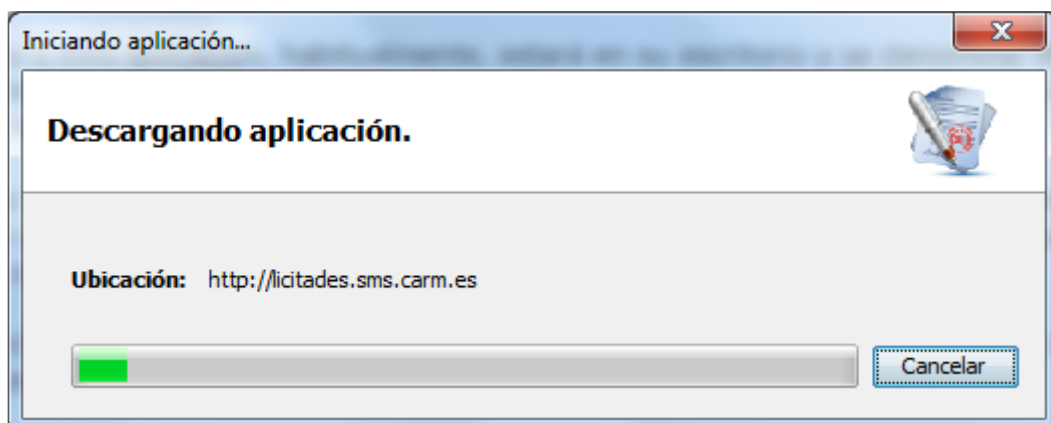 Iniciando aplicación...
Descargando aplicación.
Ubicación: http://licitades.sms.carm.es
Cancelar